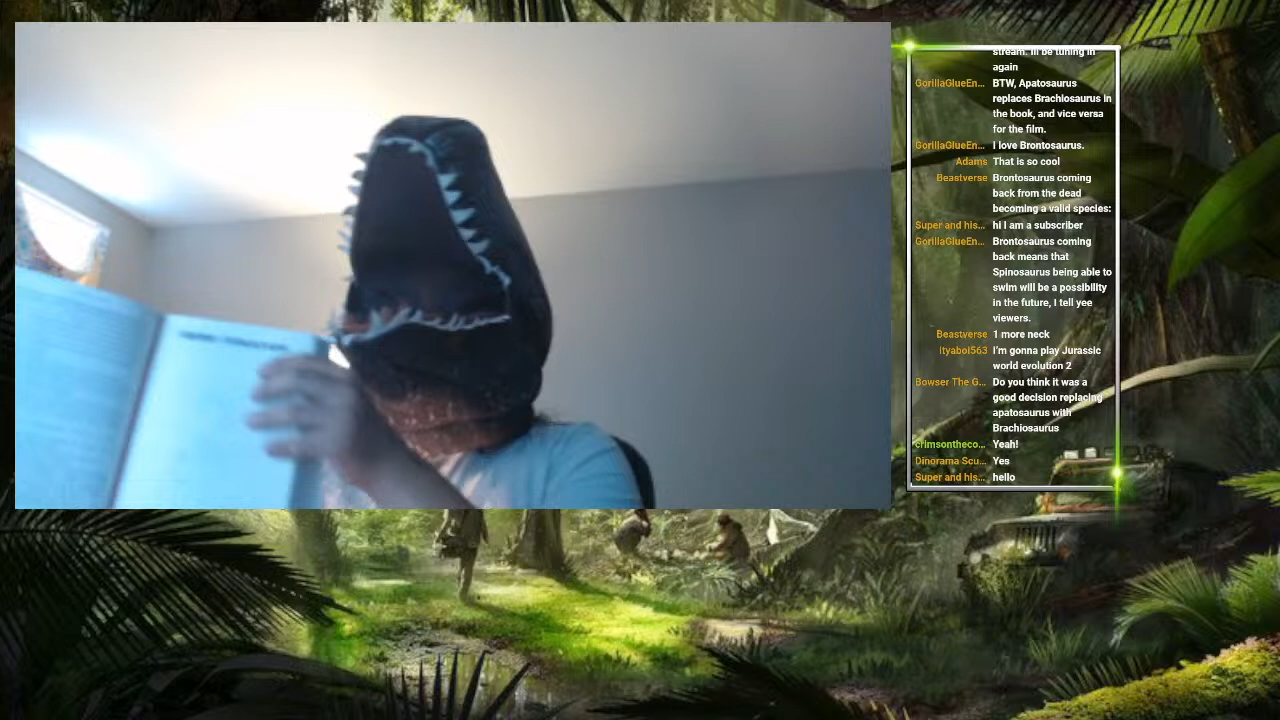 stream. Ill be tuning in
again
GorillaGlueEn... BTW, Apatosaurus
replaces Brachiosaurus in
the book, and vice versa
for the film.
GorillaGlueEn... I love Brontosaurus.
Adams That is so cool
Beastverse Brontosaurus coming
back from the dead
becoming a valid species:
Super and his... hi I am a subscriber
GorillaGlueEn... Brontosaurus coming
back means that
Spinosaurus being able to
swim will be a possibility
in the future, I tell yee
viewers.
Beastverse 1 more neck
ityaboi563 I'm gonna play Jurassic
world evolution 2
Bowser The G... Do you think it was a
good decision replacing
apatosaurus with
Brachiosaurus
crimsontheco... Yeah!
Dinorama Scu... Yes
Super and his... hello